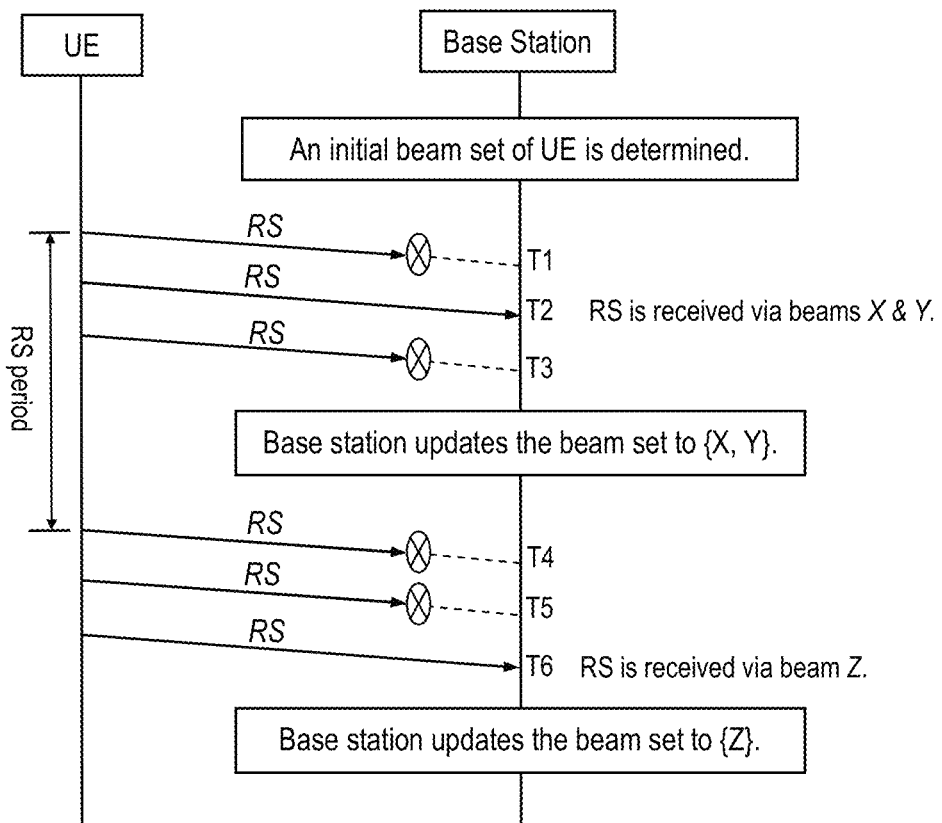 UE
Base Station
An initial beam set of UE is determined.
RS
T1
RS
T2 RS is received via beams X & Y.
RS
T3
RS period
Base station updates the beam set to {X, Y}.
RS
T4
RS
T5
RS
T6 RS is received via beam Z.
Base station updates the beam set to {Z}.